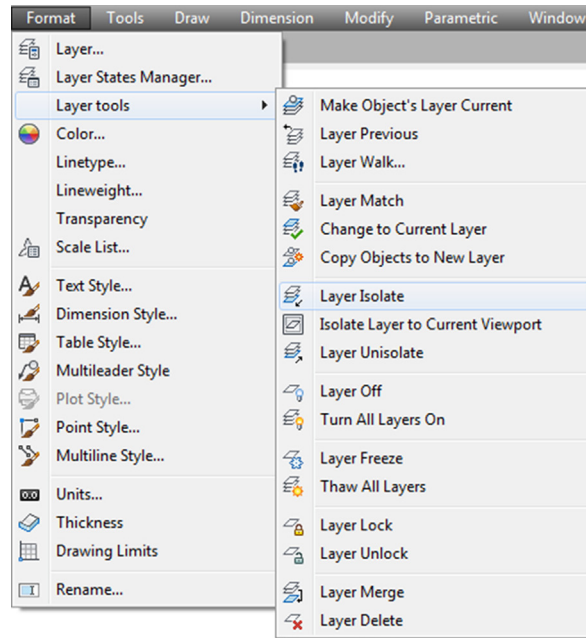 Format Tools Draw Dimension Modify Parametric Window
Layer...
Layer States Manager...
Layer tools
Color...
Linetype...
Lineweight...
Transparency
Scale List...
Text Style...
Dimension Style...
Table Style...
Multileader Style
Plot Style...
Point Style...
Multiline Style...
0.0 Units...
Thickness
Drawing Limits
Rename...
Make Object's Layer Current
Layer Previous
Layer Walk...
Layer Match
Change to Current Layer
Copy Objects to New Layer
Layer Isolate
Isolate Layer to Current Viewport
Layer Unisolate
Layer Off
Turn All Layers On
Layer Freeze
Thaw All Layers
Layer Lock
Layer Unlock
Layer Merge
Layer Delete